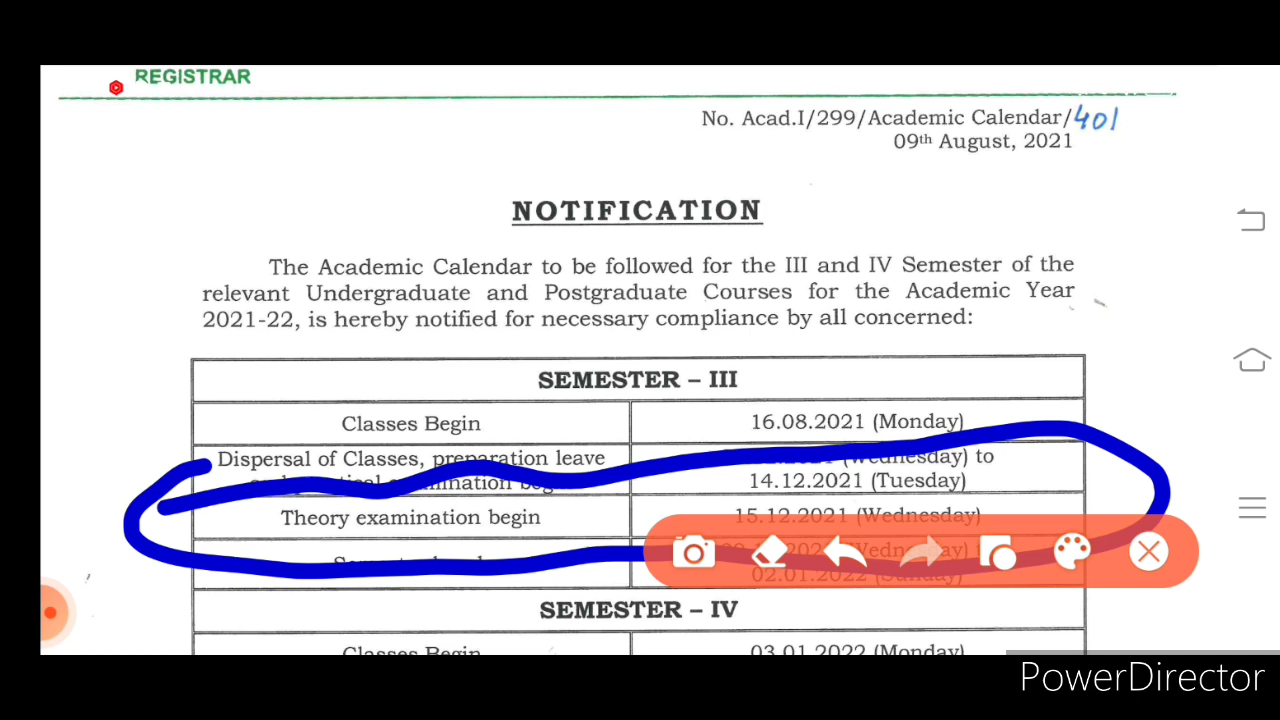 REGISTRAR
No. Acad.I/299/Academic Calendar/401
09th August, 2021
NOTIFICATION
The Academic Calendar to be followed for the III and IV Semester of the
relevant Undergraduate and Postgraduate Courses for the Academic Year
2021-22, is hereby notified for necessary compliance by all concerned:
SEMESTER – III
Classes Begin 16.08.2021 (Monday)
Dispersal of Classes, preparation leave (Wednesday) to
14.12.2021 (Tuesday)
Theory examination begin 15.12.2021 (Wednesday)
02.01.2022 (Sunday)
SEMESTER – IV
Classes Begin 03.01.2022 (Monday)
PowerDirector